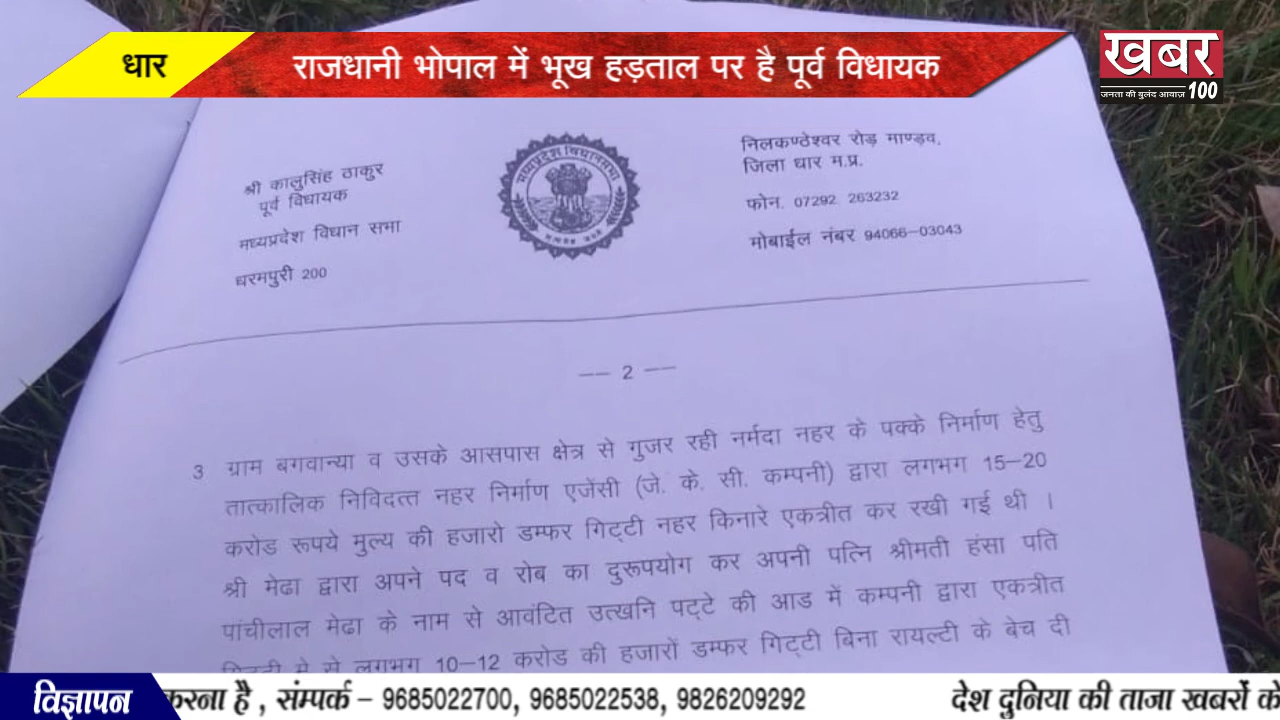 धार
राजधानी भोपाल में भूख हड़ताल पर है पूर्व विधायक
खबर
जनता की बुलंद आवाज़ 100
श्री कालुसिंह ठाकुर
पूर्व विधायक
मध्यप्रदेश विधान सभा
धरमपुरी 200
मध्यप्रदेश विधानसभा
निलकण्ठेश्वर रोड़ माण्डव,
जिला धार म.प्र.
फोन. 07292 263232
मोबाईल नंबर 94066–03043
–– 2 ––
3 ग्राम बगवान्या व उसके आसपास क्षेत्र से गुजर रही नर्मदा नहर के पक्के निर्माण हेतु
तात्कालिक निविदत्त नहर निर्माण एजेंसी (जे. के. सी. कम्पनी) द्वारा लगभग 15–20
करोड रूपये मुल्य की हजारो डम्फर गिट्टी नहर किनारे एकत्रीत कर रखी गई थी ।
श्री मेढा द्वारा अपने पद व रोब का दुरूपयोग कर अपनी पत्नि श्रीमती हंसा पति
पांचीलाल मेढा के नाम से आवंटित उत्खनि पट्टे की आड में कम्पनी द्वारा एकत्रीत
गिट्टी मे से लगभग 10–12 करोड की हजारों डम्फर गिट्टी बिना रायल्टी के बेच दी
विज्ञापन करना है , संम्पर्क – 9685022700, 9685022538, 9826209292 देश दुनिया की ताजा खबरों के